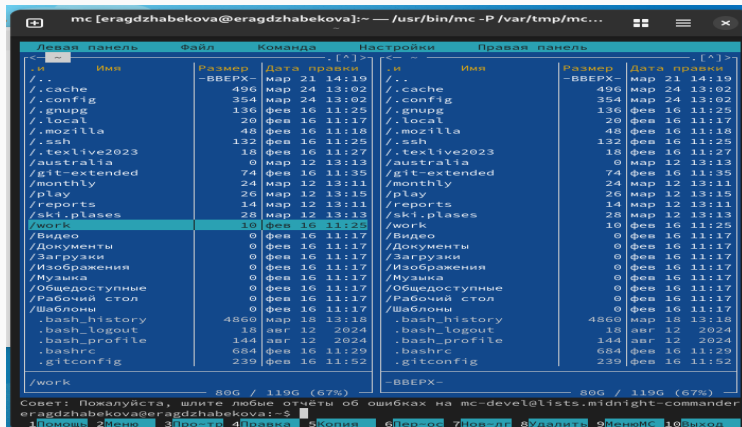 mc [eragdzhabekova@eragdzhabekova]:~ — /usr/bin/mc -P /var/tmp/mc...
~
Левая панель Файл Команда Настройки Правая панель
<— ~ .[^]>
<— ~ .[^]>
.и Имя Размер Дата правки .и Имя Размер Дата правки
/.. -ВВЕРХ- мар 21 14:19 /.. -ВВЕРХ- мар 21 14:19
/.cache 496 мар 24 13:02 /.cache 496 мар 24 13:02
/.config 354 мар 24 13:02 /.config 354 мар 24 13:02
/.gnupg 136 фев 16 11:25 /.gnupg 136 фев 16 11:25
/.local 20 фев 16 11:17 /.local 20 фев 16 11:17
/.mozilla 48 фев 16 11:18 /.mozilla 48 фев 16 11:18
/.ssh 132 фев 16 11:25 /.ssh 132 фев 16 11:25
/.texlive2023 18 фев 16 11:27 /.texlive2023 18 фев 16 11:27
/australia 0 мар 12 13:13 /australia 0 мар 12 13:13
/git-extended 74 фев 16 11:35 /git-extended 74 фев 16 11:35
/monthly 24 мар 12 13:11 /monthly 24 мар 12 13:11
/play 26 мар 12 13:15 /play 26 мар 12 13:15
/reports 14 мар 12 13:11 /reports 14 мар 12 13:11
/ski.plases 28 мар 12 13:13 /ski.plases 28 мар 12 13:13
/work 10 фев 16 11:25 /work 10 фев 16 11:25
/Видео 0 фев 16 11:17 /Видео 0 фев 16 11:17
/Документы 0 фев 16 11:17 /Документы 0 фев 16 11:17
/Загрузки 0 фев 16 11:17 /Загрузки 0 фев 16 11:17
/Изображения 0 фев 16 11:17 /Изображения 0 фев 16 11:17
/Музыка 0 фев 16 11:17 /Музыка 0 фев 16 11:17
/Общедоступные 0 фев 16 11:17 /Общедоступные 0 фев 16 11:17
/Рабочий стол 0 фев 16 11:17 /Рабочий стол 0 фев 16 11:17
/Шаблоны 0 фев 16 11:17 /Шаблоны 0 фев 16 11:17
.bash_history 4860 мар 18 13:18 .bash_history 4860 мар 18 13:18
.bash_logout 18 авг 12 2024 .bash_logout 18 авг 12 2024
.bash_profile 144 авг 12 2024 .bash_profile 144 авг 12 2024
.bashrc 684 фев 16 11:29 .bashrc 684 фев 16 11:29
.gitconfig 239 фев 16 11:52 .gitconfig 239 фев 16 11:52
/work -ВВЕРХ-
80G / 119G (67%) 80G / 119G (67%)
Совет: Пожалуйста, шлите любые отчёты об ошибках на mc-devel@lists.midnight-commander
eragdzhabekova@eragdzhabekova:~$
1Помощь 2Меню 3Про~тр 4Правка 5Копия 6Пер~ос 7Нов~лг 8Удалить 9МенюMC 10Выход